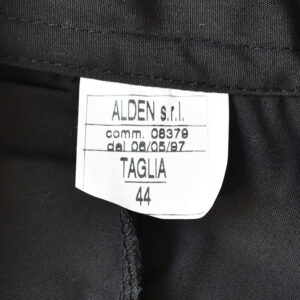 ALDEN s.r.l.
comm. 08379
del 06/05/97
TAGLIA
44